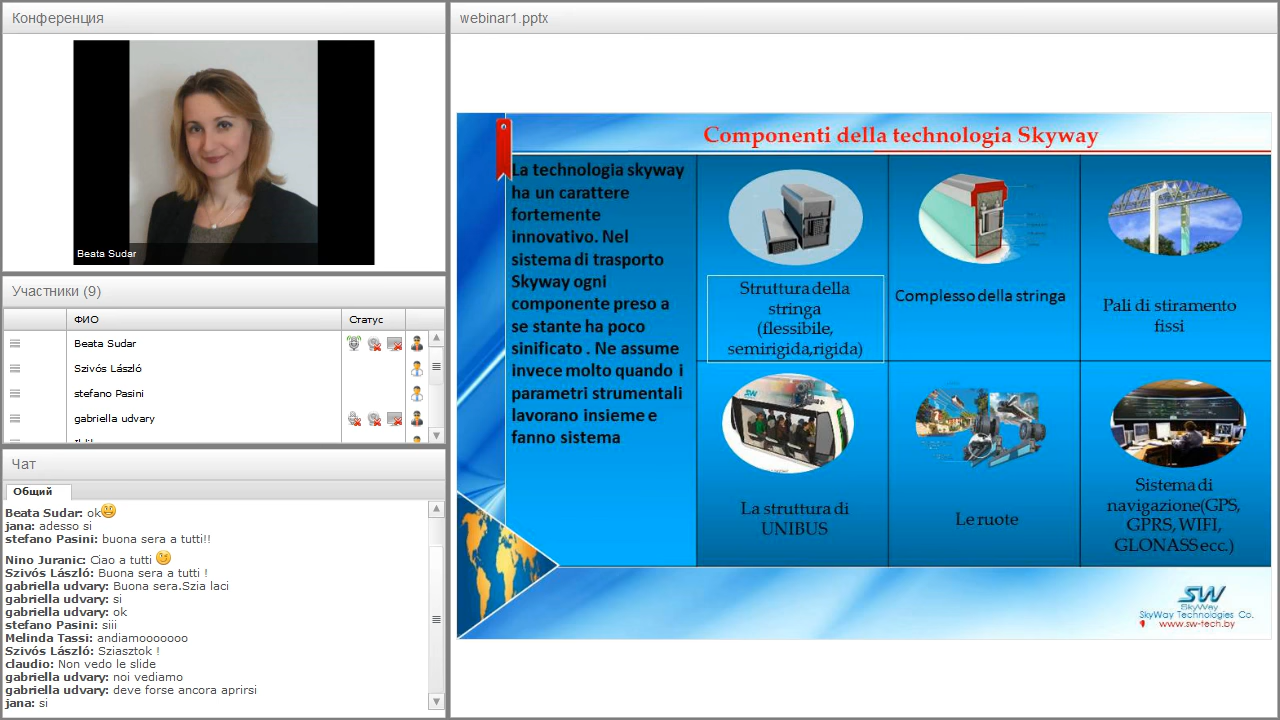 Конференция
Beata Sudar
Участники (9)
ФИО
Статус
Beata Sudar
Szivós László
stefano Pasini
gabriella udvary
Чат
Общий
Beata Sudar: ok
jana: adesso si
stefano Pasini: buona sera a tutti!!
Nino Juranic: Ciao a tutti
Szivós László: Buona sera a tutti !
gabriella udvary: Buona sera.Szia laci
gabriella udvary: si
gabriella udvary: ok
stefano Pasini: siii
Melinda Tassi: andiamooooooo
Szivós László: Sziasztok !
claudio: Non vedo le slide
gabriella udvary: noi vediamo
gabriella udvary: deve forse ancora aprirsi
jana: si
webinar1.pptx
Componenti della technologia Skyway
La technologia skyway
ha un carattere
fortemente
innovativo. Nel
sistema di trasporto
Skyway ogni
componente preso a
se stante ha poco
sinificato . Ne assume
invece molto quando i
parametri strumentali
lavorano insieme e
fanno sistema
Struttura della
stringa
(flessibile,
semirigida,rigida)
Complesso della stringa
Pali di stiramento
fissi
La struttura di
UNIBUS
Le ruote
Sistema di
navigazione(GPS,
GPRS, WIFI,
GLONASS ecc.)
SW
SkyWay
SkyWay Technologies Co.
www.sw-tech.by